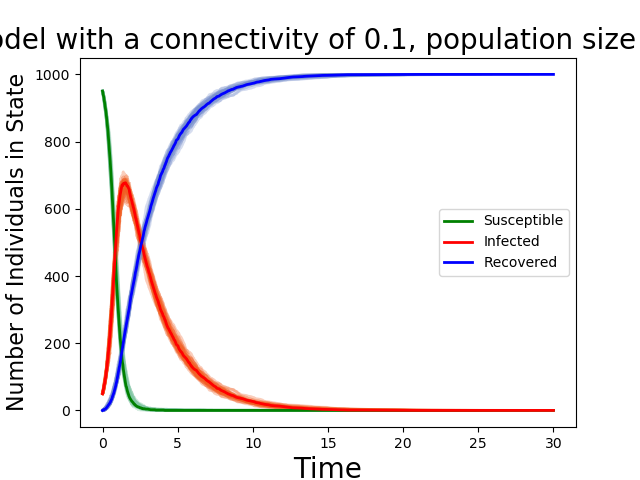 with a connectivity of 0.1, population size
Number of Individuals in State
1000
800
600
400
200
0
Susceptible
Infected
Recovered
0 5 10 15 20 25 30
Time